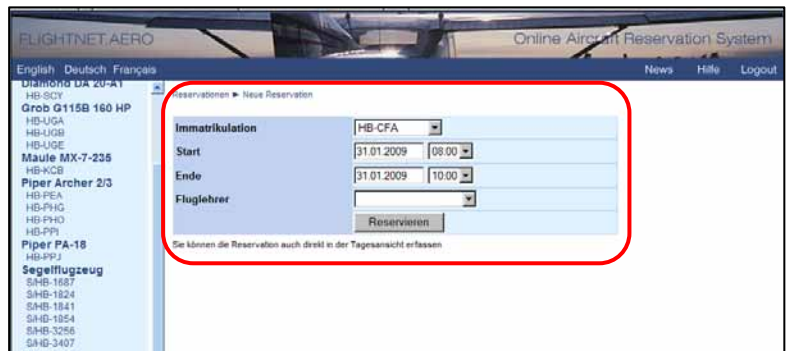 FLIGHTNET.AERO
Online Aircraft Reservation System
English Deutsch Français
News Hilfe Logout
Diamond DA 20-A1
HB-SCY
Grob G115B 160 HP
HB-UGA
HB-UGB
HB-UGE
Maule MX-7-235
HB-KCB
Piper Archer 2/3
HB-PEA
HB-PHG
HB-PHO
HB-PPI
Piper PA-18
HB-PPJ
Segelflugzeug
S/HB-1687
S/HB-1824
S/HB-1841
S/HB-1854
S/HB-3256
S/HB-3407
Reservationen ► Neue Reservation
Immatrikulation HB-CFA
Start 31.01.2009 08:00
Ende 31.01.2009 10:00
Fluglehrer
Reservieren
Sie können die Reservation auch direkt in der Tagesansicht erfassen